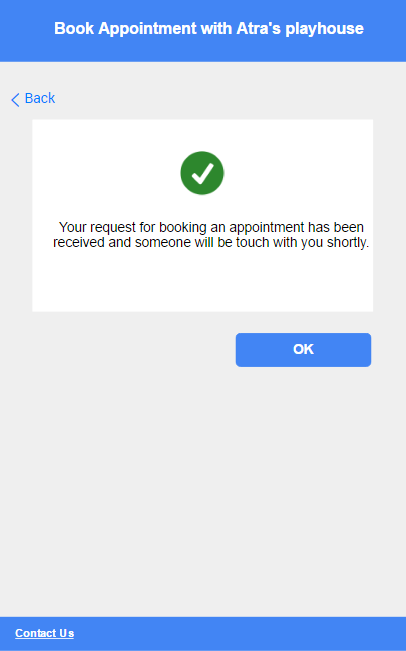 Book Appointment with Atra's playhouse
Back
Your request for booking an appointment has been
received and someone will be touch with you shortly.
OK
Contact Us